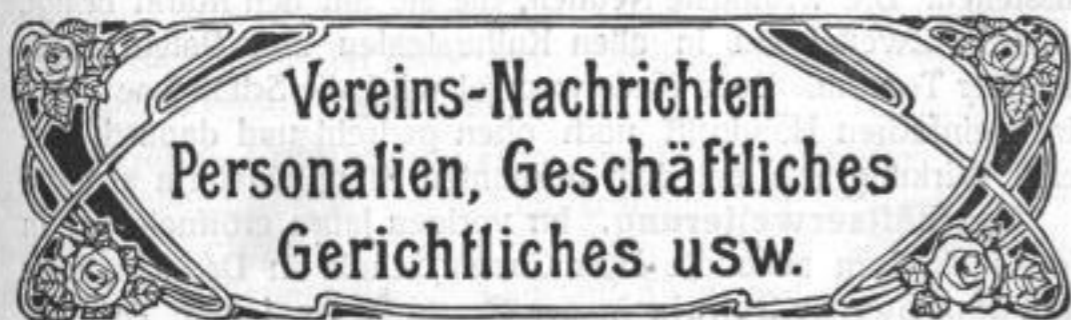 Vereins-Nachrichten
Personalien, Geschäftliches
Gerichtliches usw.